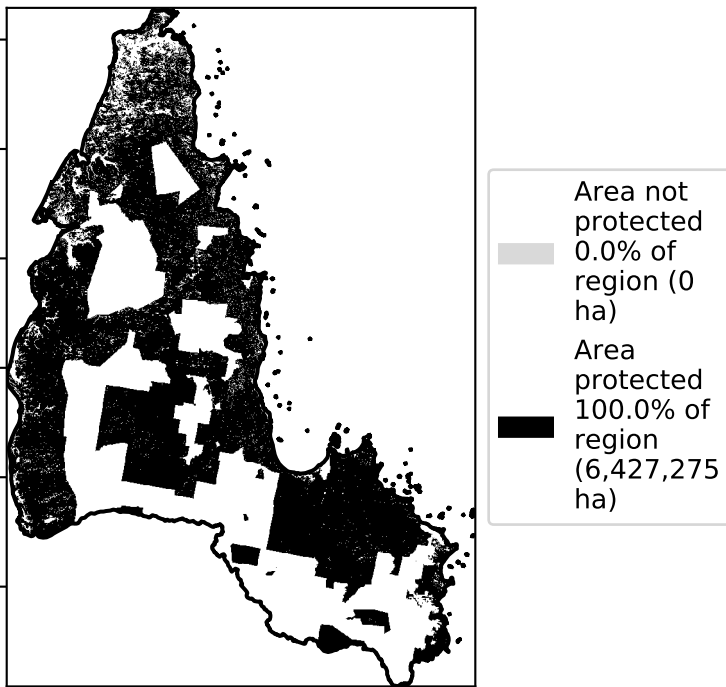 Area not
protected
0.0% of
region (0
ha)
Area
protected
100.0% of
region
(6,427,275
ha)